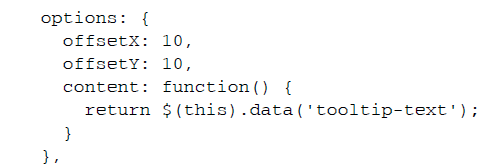 options: {
  offsetX: 10,
  offsetY: 10,
  content: function() {
    return $(this).data('tooltip-text');
  }
},